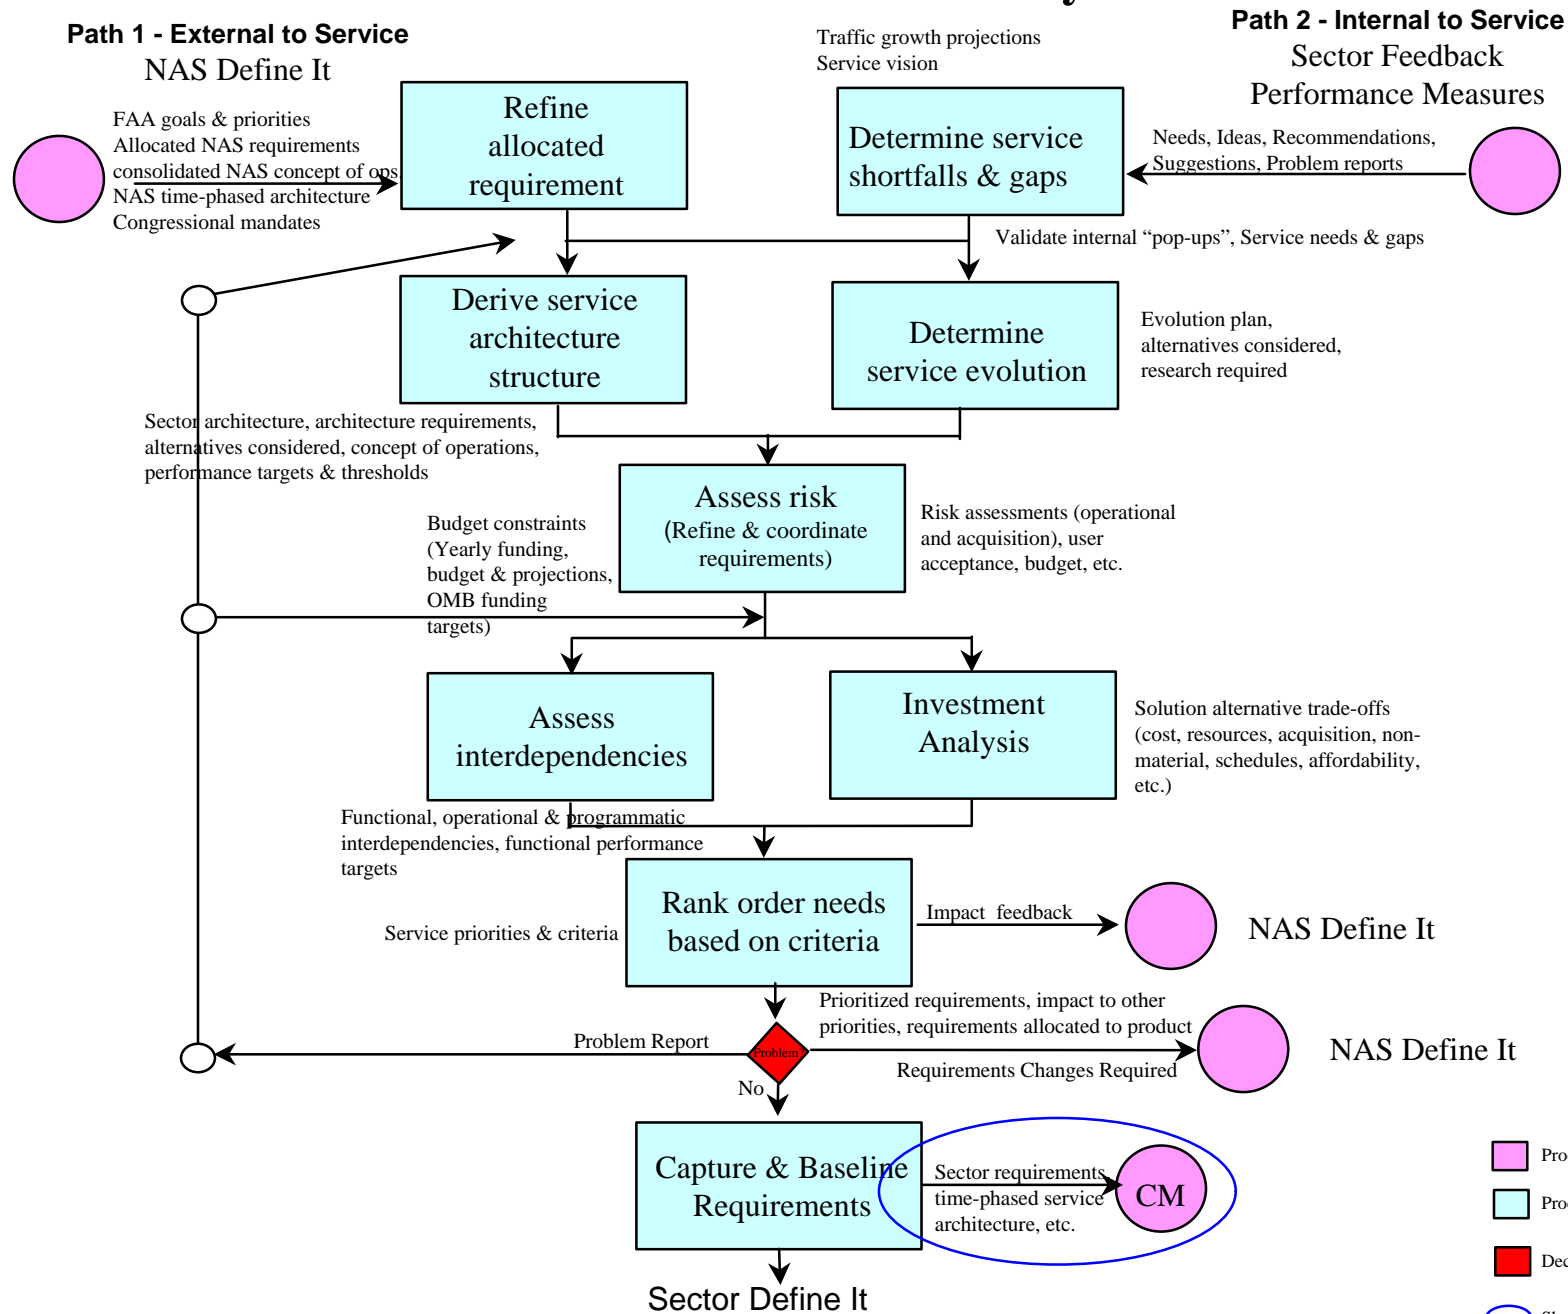 Path 1 - External to Service
NAS Define It
Traffic growth projections
Service vision
Path 2 - Internal to Service
Sector Feedback
Performance Measures
FAA goals & priorities
Allocated NAS requirements
consolidated NAS concept of ops
NAS time-phased architecture
Congressional mandates
Refine
allocated
requirement
Determine service
shortfalls & gaps
Needs, Ideas, Recommendations,
Suggestions, Problem reports
Validate internal “pop-ups”, Service needs & gaps
Derive service
architecture
structure
Determine
service evolution
Evolution plan,
alternatives considered,
research required
Sector architecture, architecture requirements,
alternatives considered, concept of operations,
performance targets & thresholds
Assess risk
(Refine & coordinate
requirements)
Risk assessments (operational
and acquisition), user
acceptance, budget, etc.
Budget constraints
(Yearly funding,
budget & projections,
OMB funding
targets)
Assess
interdependencies
Investment
Analysis
Solution alternative trade-offs
(cost, resources, acquisition, non-
material, schedules, affordability,
etc.)
Functional, operational & programmatic
interdependencies, functional performance
targets
Rank order needs
based on criteria
Service priorities & criteria
Impact feedback
NAS Define It
Prioritized requirements, impact to other
priorities, requirements allocated to product
Problem Report
Problem?
NAS Define It
Requirements Changes Required
No
Capture & Baseline
Requirements
Sector requirements,
time-phased service
architecture, etc.
CM
Sector Define It